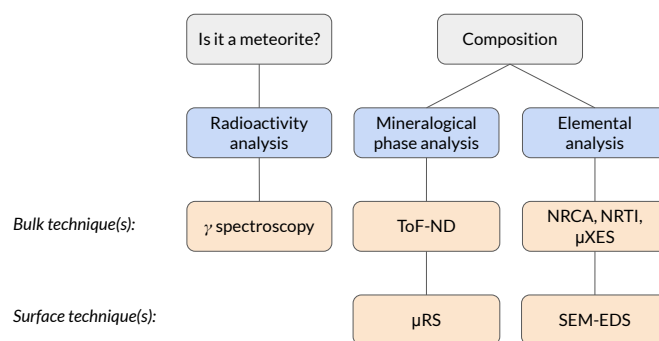 Is it a meteorite?
Composition
Radioactivity
analysis
Mineralogical
phase analysis
Elemental
analysis
Bulk technique(s):
γ spectroscopy
ToF-ND
NRCA, NRTI,
µXES
Surface technique(s):
µRS
SEM-EDS